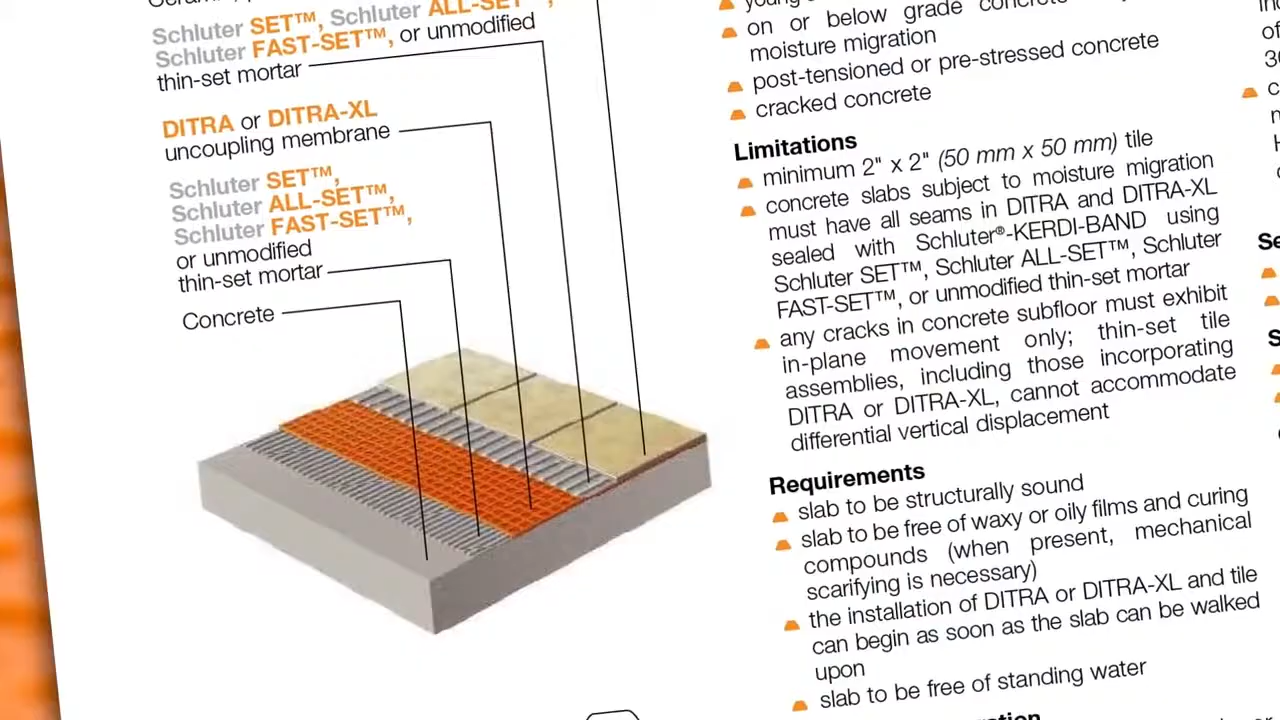 Schluter SET™, Schluter ALL-SET™,
Schluter FAST-SET™, or unmodified
thin-set mortar
DITRA or DITRA-XL
uncoupling membrane
Schluter SET™,
Schluter ALL-SET™,
Schluter FAST-SET™,
or unmodified
thin-set mortar
Concrete
on or below grade concrete
moisture migration
post-tensioned or pre-stressed concrete
cracked concrete
Limitations
minimum 2" x 2" (50 mm x 50 mm) tile
concrete slabs subject to moisture migration
must have all seams in DITRA and DITRA-XL
sealed with Schluter®-KERDI-BAND using
Schluter SET™, Schluter ALL-SET™, Schluter
FAST-SET™, or unmodified thin-set mortar
any cracks in concrete subfloor must exhibit
in-plane movement only; thin-set tile
assemblies, including those incorporating
DITRA or DITRA-XL, cannot accommodate
differential vertical displacement
Requirements
slab to be structurally sound
slab to be free of waxy or oily films and curing
compounds (when present, mechanical
scarifying is necessary)
the installation of DITRA or DITRA-XL and tile
can begin as soon as the slab can be walked
upon
slab to be free of standing water